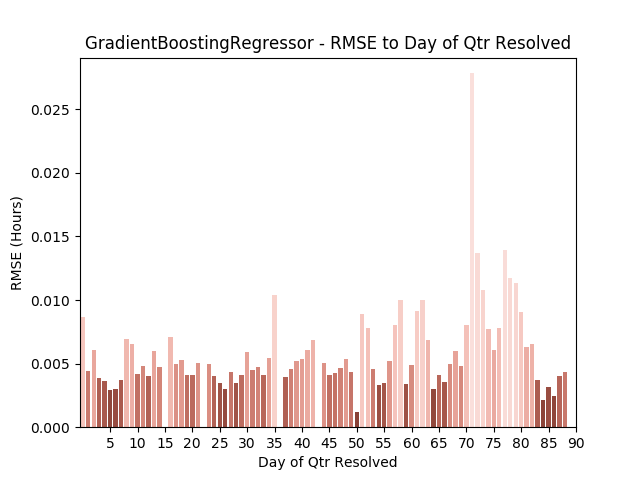 GradientBoostingRegressor - RMSE to Day of Qtr Resolved
0.025
0.020
0.015
0.010
0.005
0.000
RMSE (Hours)
5 10 15 20 25 30 35 40 45 50 55 60 65 70 75 80 85 90
Day of Qtr Resolved